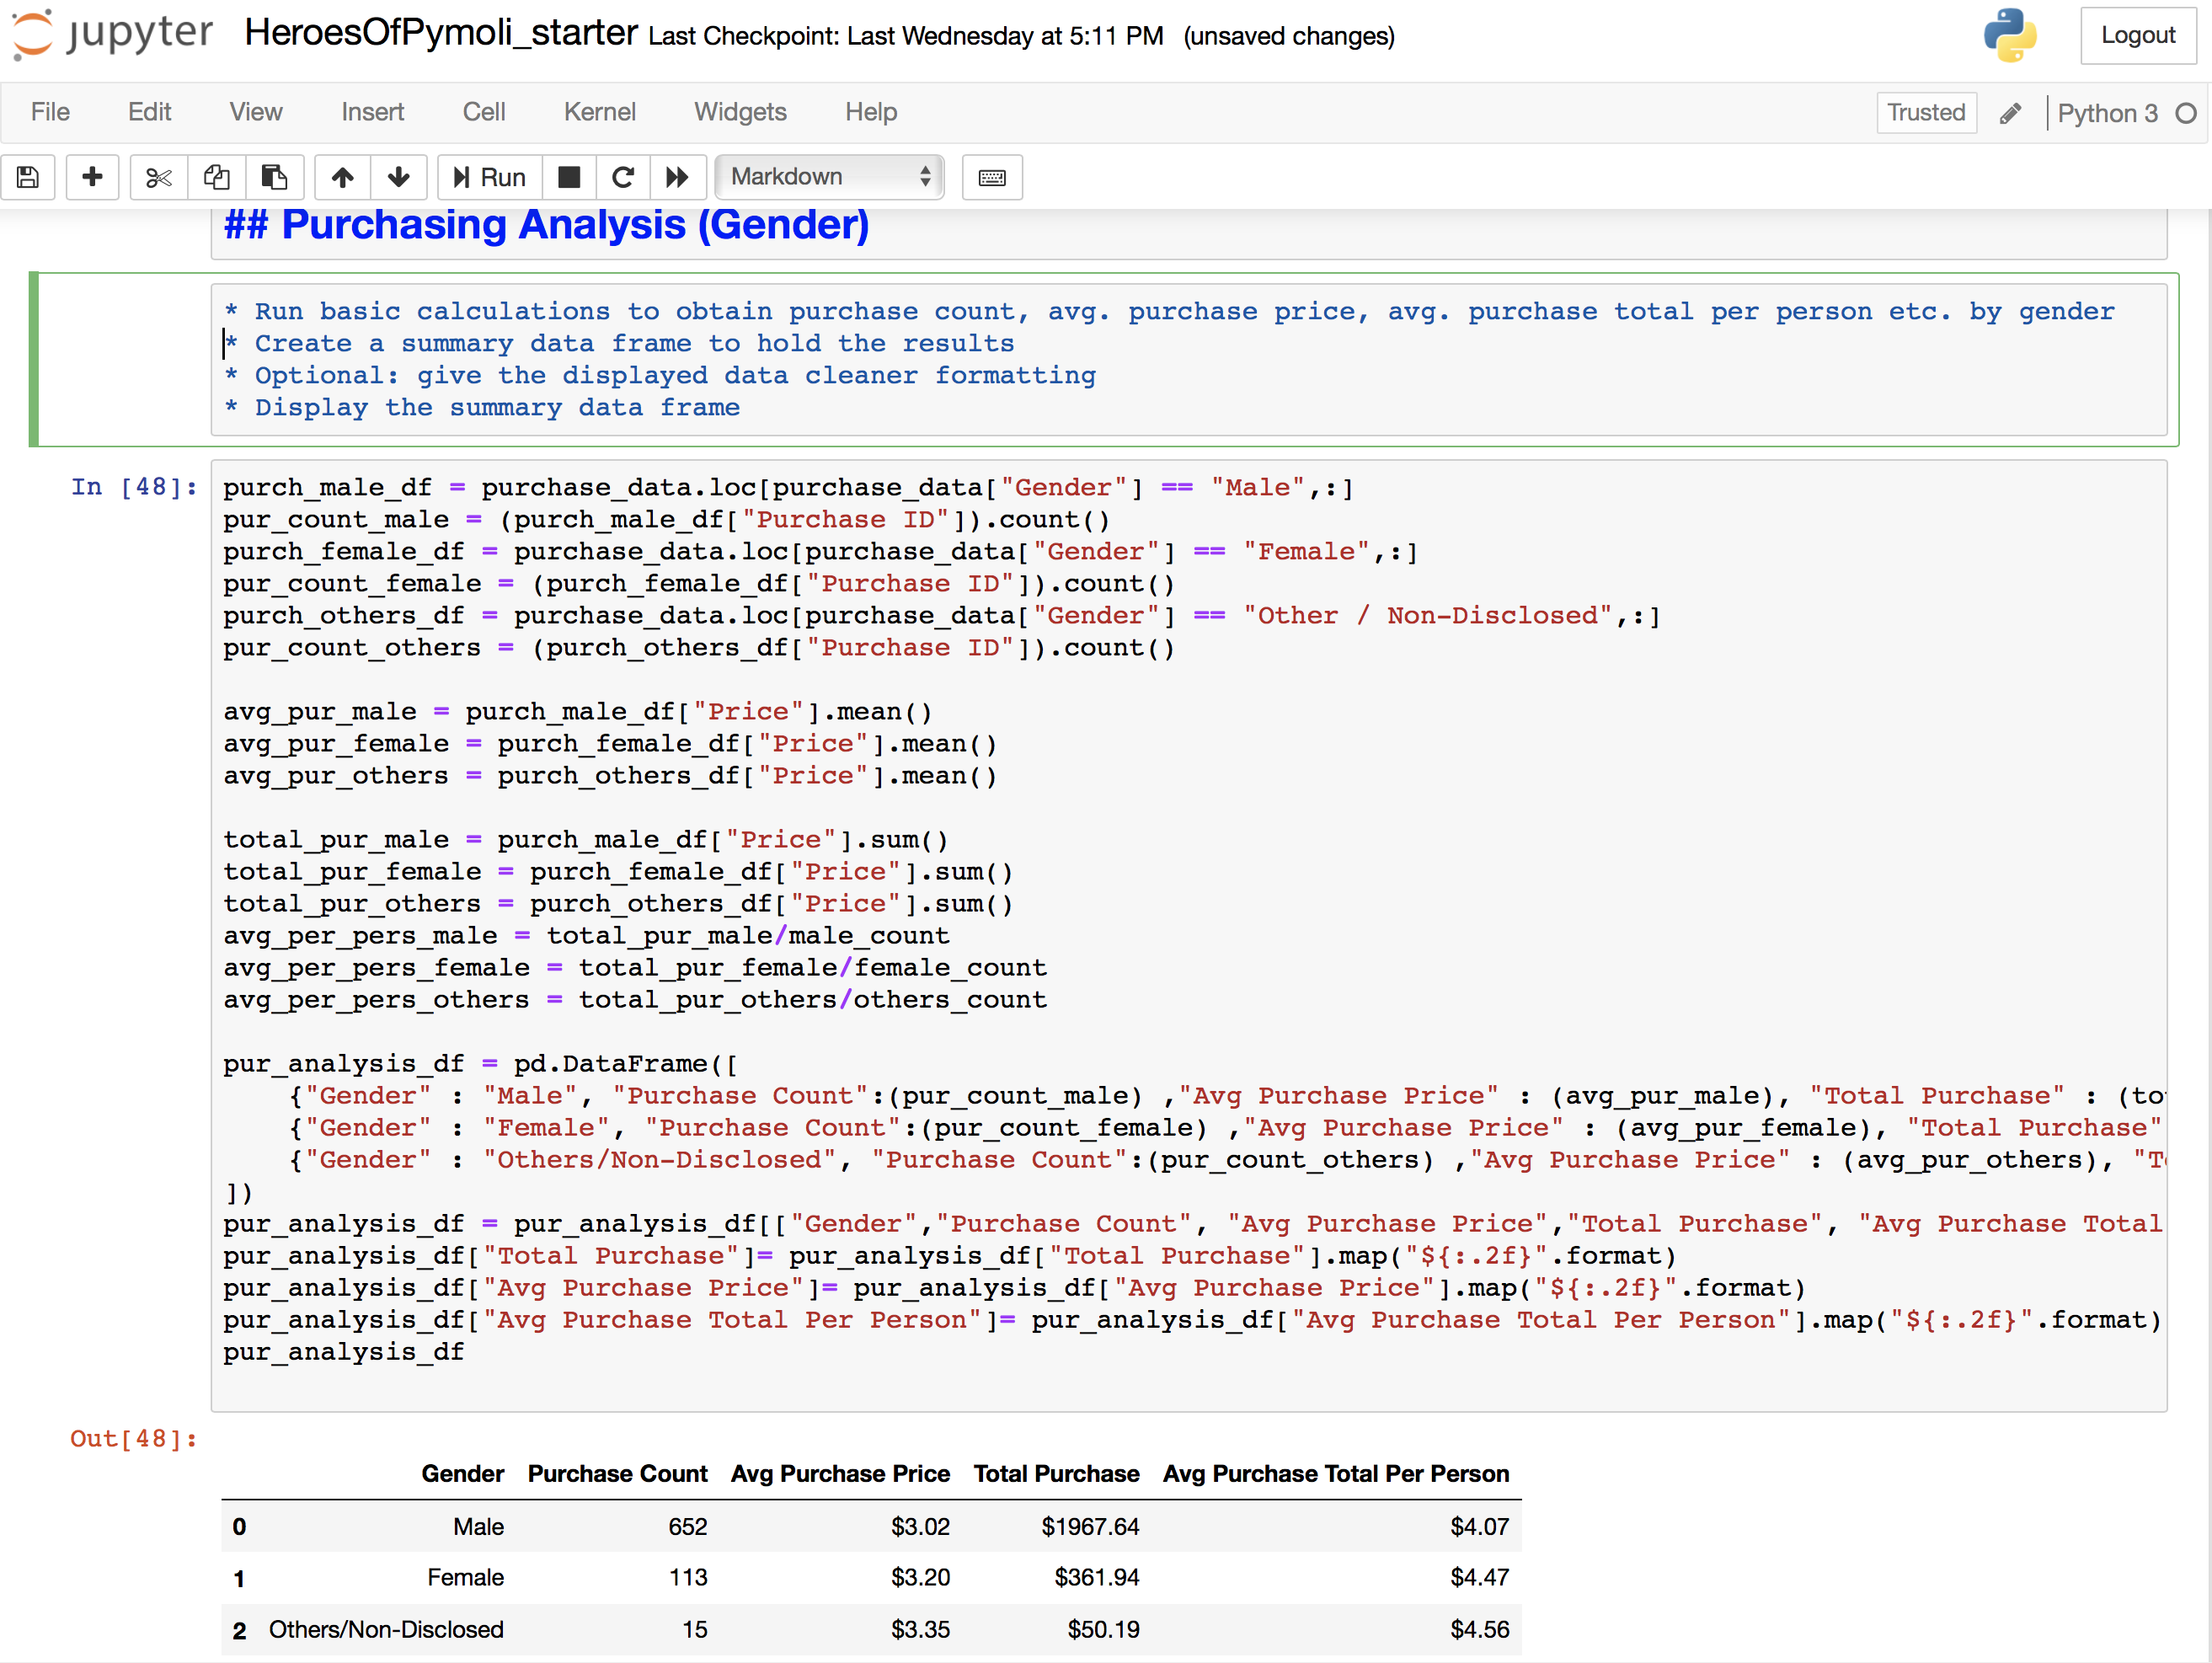 jupyter HeroesOfPymoli_starter Last Checkpoint: Last Wednesday at 5:11 PM (unsaved changes) Logout
File Edit View Insert Cell Kernel Widgets Help Trusted Python 3
Run Markdown
## Purchasing Analysis (Gender)
* Run basic calculations to obtain purchase count, avg. purchase price, avg. purchase total per person etc. by gender
* Create a summary data frame to hold the results
* Optional: give the displayed data cleaner formatting
* Display the summary data frame
In [48]:
purch_male_df = purchase_data.loc[purchase_data["Gender"] == "Male",:]
pur_count_male = (purch_male_df["Purchase ID"]).count()
purch_female_df = purchase_data.loc[purchase_data["Gender"] == "Female",:]
pur_count_female = (purch_female_df["Purchase ID"]).count()
purch_others_df = purchase_data.loc[purchase_data["Gender"] == "Other / Non-Disclosed",:]
pur_count_others = (purch_others_df["Purchase ID"]).count()
avg_pur_male = purch_male_df["Price"].mean()
avg_pur_female = purch_female_df["Price"].mean()
avg_pur_others = purch_others_df["Price"].mean()
total_pur_male = purch_male_df["Price"].sum()
total_pur_female = purch_female_df["Price"].sum()
total_pur_others = purch_others_df["Price"].sum()
avg_per_pers_male = total_pur_male/male_count
avg_per_pers_female = total_pur_female/female_count
avg_per_pers_others = total_pur_others/others_count
pur_analysis_df = pd.DataFrame([
{"Gender" : "Male", "Purchase Count":(pur_count_male) ,"Avg Purchase Price" : (avg_pur_male), "Total Purchase" : (to
{"Gender" : "Female", "Purchase Count":(pur_count_female) ,"Avg Purchase Price" : (avg_pur_female), "Total Purchase"
{"Gender" : "Others/Non-Disclosed", "Purchase Count":(pur_count_others) ,"Avg Purchase Price" : (avg_pur_others), "T
])
pur_analysis_df = pur_analysis_df[["Gender","Purchase Count", "Avg Purchase Price","Total Purchase", "Avg Purchase Total
pur_analysis_df["Total Purchase"]= pur_analysis_df["Total Purchase"].map("${:.2f}".format)
pur_analysis_df["Avg Purchase Price"]= pur_analysis_df["Avg Purchase Price"].map("${:.2f}".format)
pur_analysis_df["Avg Purchase Total Per Person"]= pur_analysis_df["Avg Purchase Total Per Person"].map("${:.2f}".format)
pur_analysis_df
Out[48]:
Gender Purchase Count Avg Purchase Price Total Purchase Avg Purchase Total Per Person
0 Male 652 $3.02 $1967.64 $4.07
1 Female 113 $3.20 $361.94 $4.47
2 Others/Non-Disclosed 15 $3.35 $50.19 $4.56